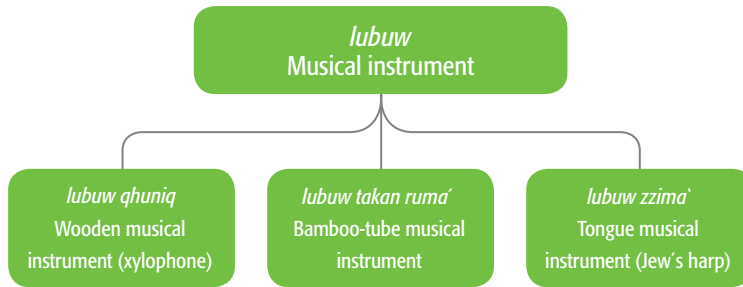 lubuw
Musical instrument
lubuw qhuniq
Wooden musical
instrument (xylophone)
lubuw takan ruma´
Bamboo-tube musical
instrument
lubuw zzima`
Tongue musical
instrument (Jew´s harp)